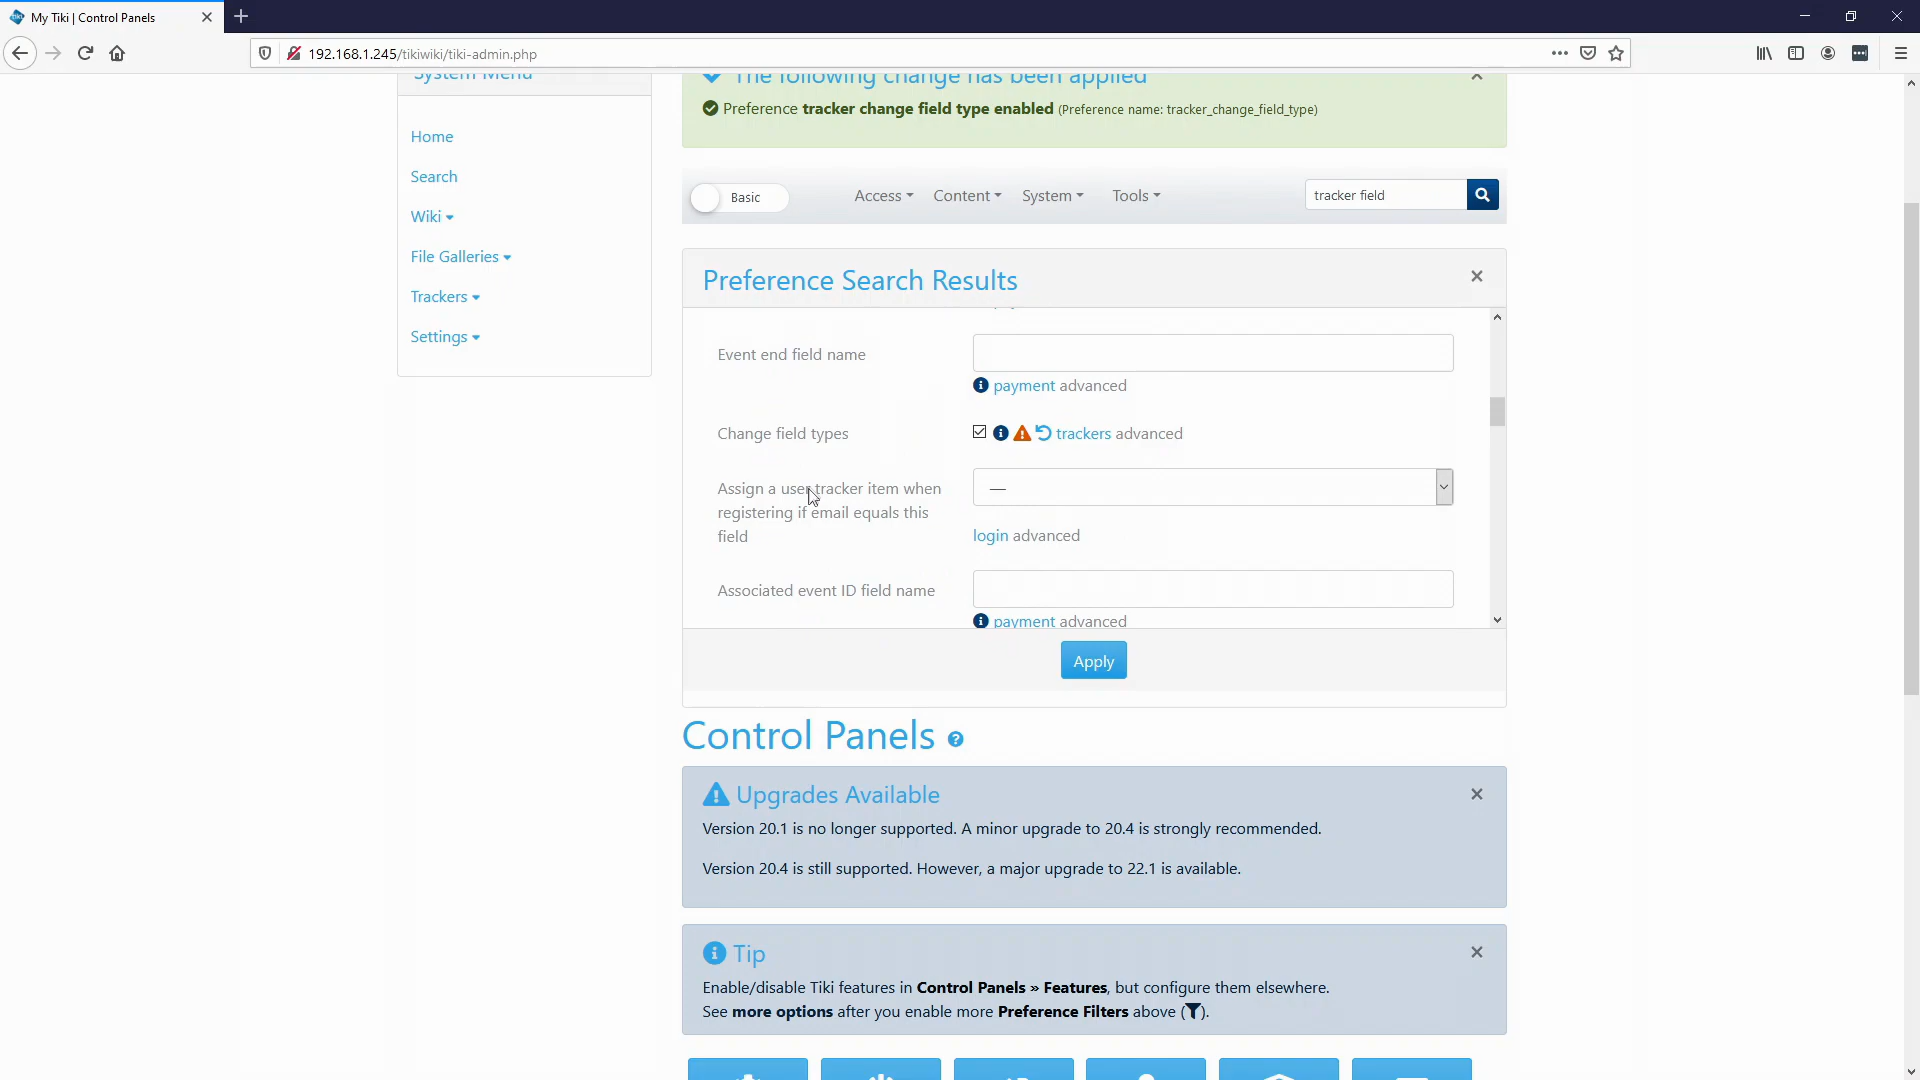 My Tiki | Control Panels
192.168.1.245/tikiwiki/tiki-admin.php
System Menu
Home
Search
Wiki
File Galleries
Trackers
Settings
The following change has been applied
Preference tracker change field type enabled (Preference name: tracker_change_field_type)
Basic
Access
Content
System
Tools
tracker field
Preference Search Results
Event end field name
payment advanced
Change field types
trackers advanced
Assign a user tracker item when
registering if email equals this
field
—
login advanced
Associated event ID field name
payment advanced
Apply
Control Panels
Upgrades Available
Version 20.1 is no longer supported. A minor upgrade to 20.4 is strongly recommended.
Version 20.4 is still supported. However, a major upgrade to 22.1 is available.
Tip
Enable/disable Tiki features in Control Panels » Features, but configure them elsewhere.
See more options after you enable more Preference Filters above ( ).